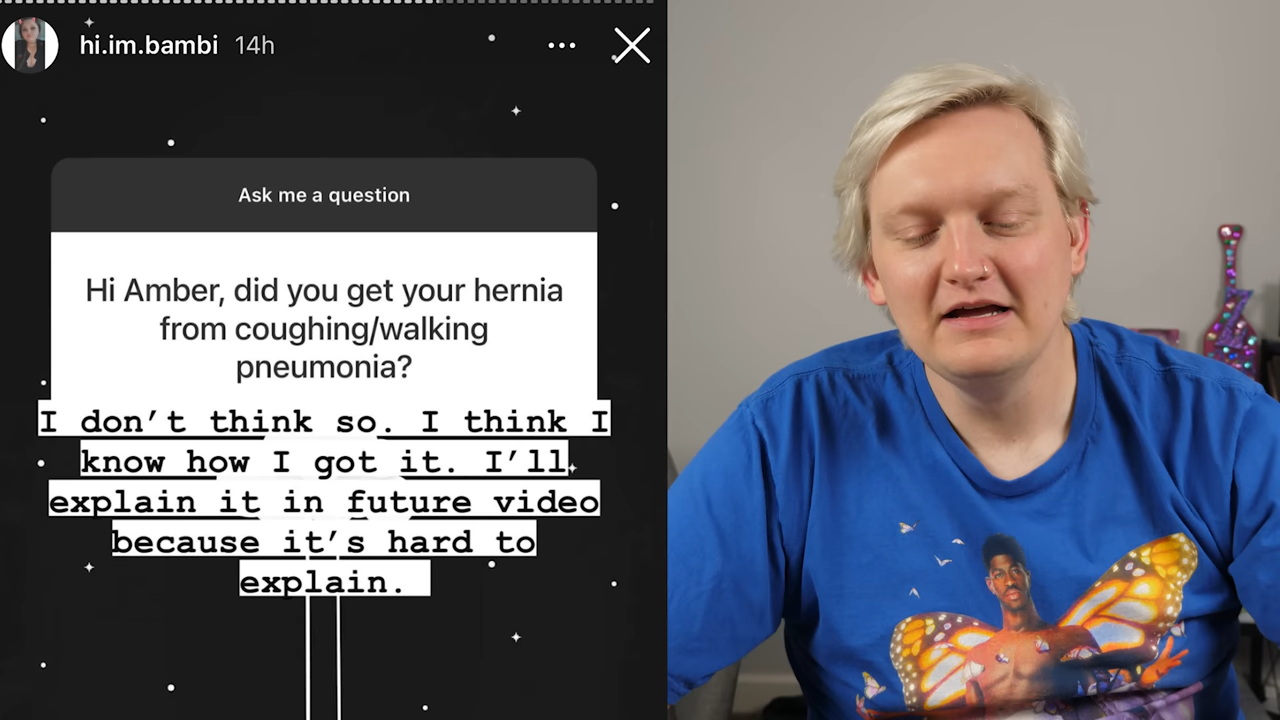 hi.im.bambi 14h
Ask me a question
Hi Amber, did you get your hernia
from coughing/walking
pneumonia?
I don’t think so. I think I
know how I got it. I’ll
explain it in future video
because it’s hard to
explain.